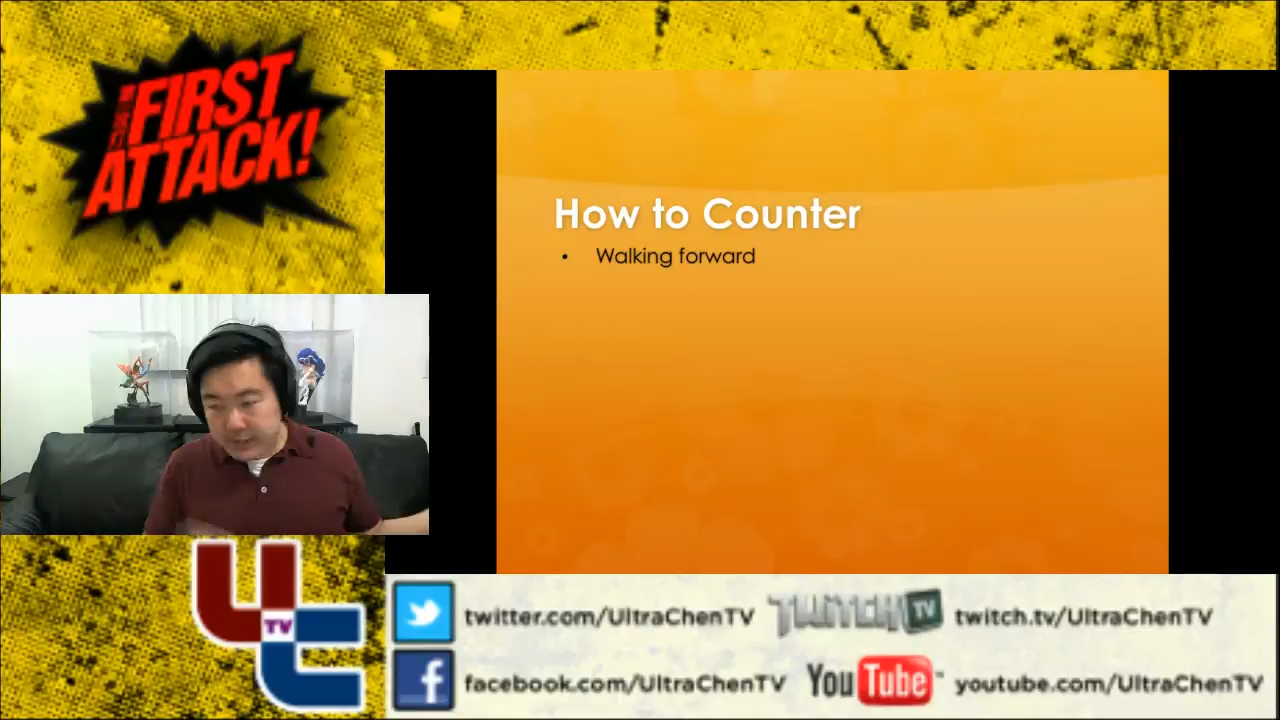 FIRST
ATTACK!
How to Counter
• Walking forward
UC
TV
twitter.com/UltraChenTV
TWITCH TV
twitch.tv/UltraChenTV
facebook.com/UltraChenTV
YouTube
youtube.com/UltraChenTV